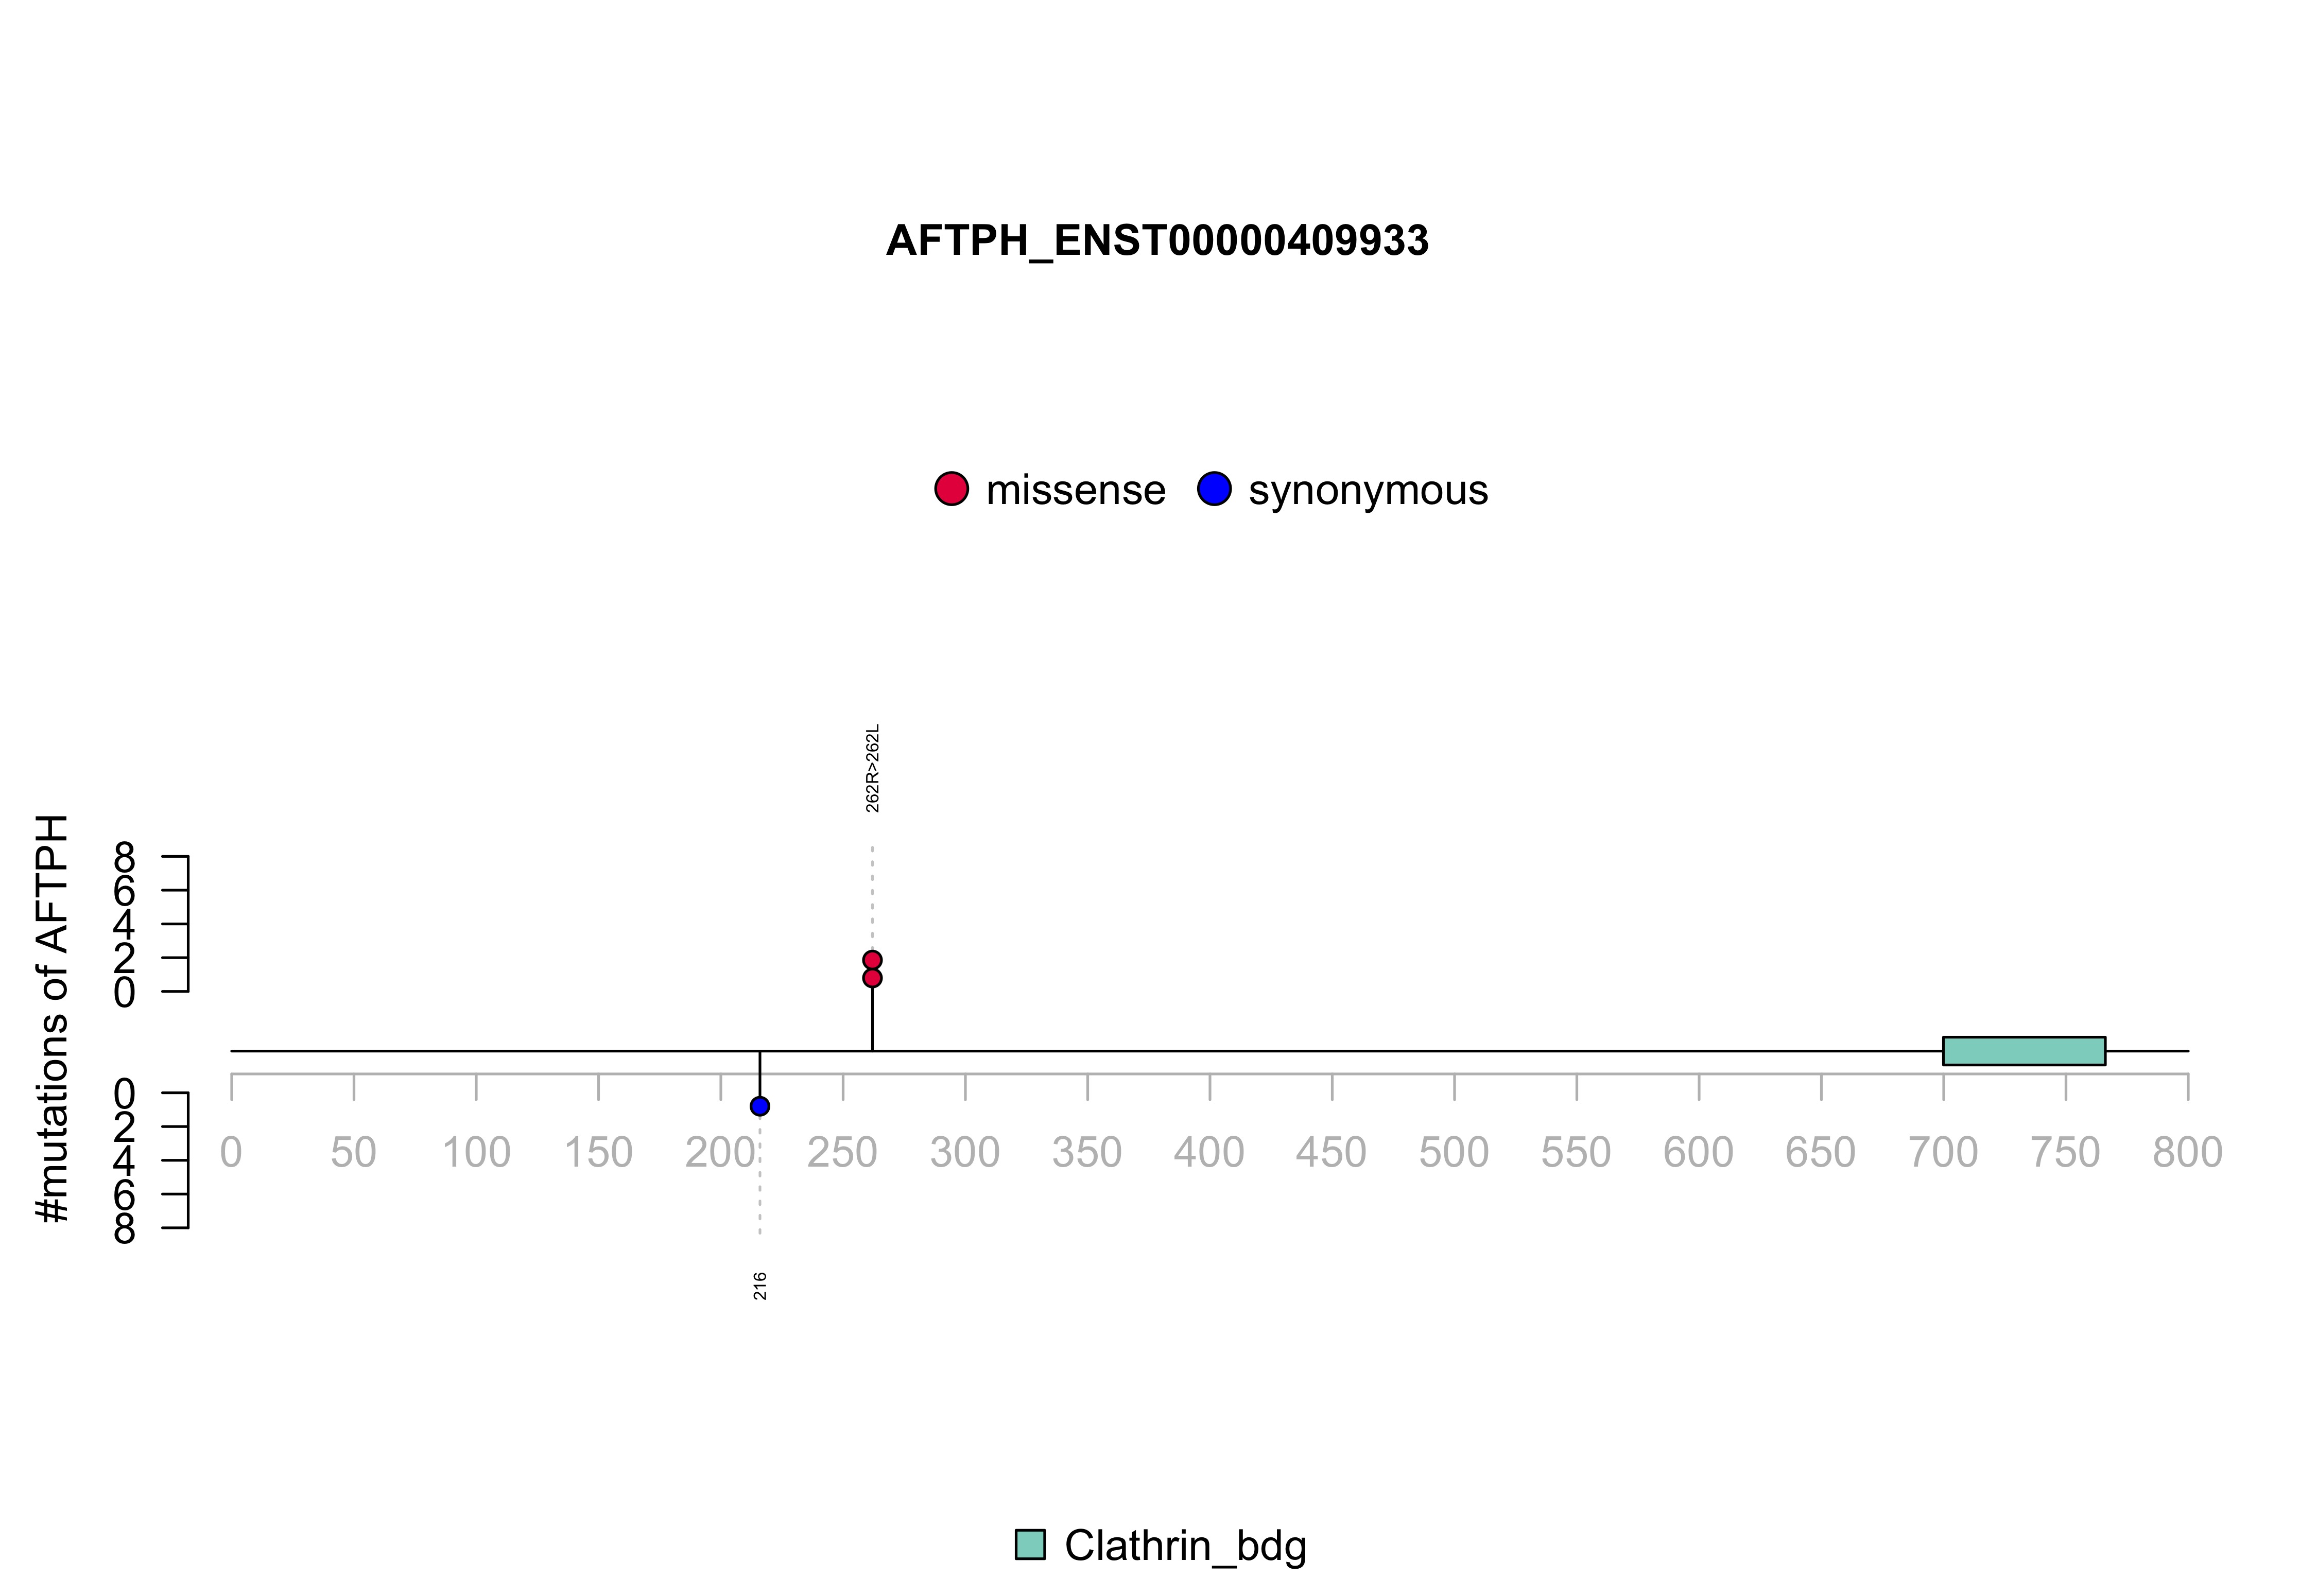 AFTPH_ENST00000409933
missense synonymous
262R>262L
#mutations of AFTPH
8
6
4
2
0
0
2
4
6
8
0 50 100 150 200 250 300 350 400 450 500 550 600 650 700 750 800
216
Clathrin_bdg